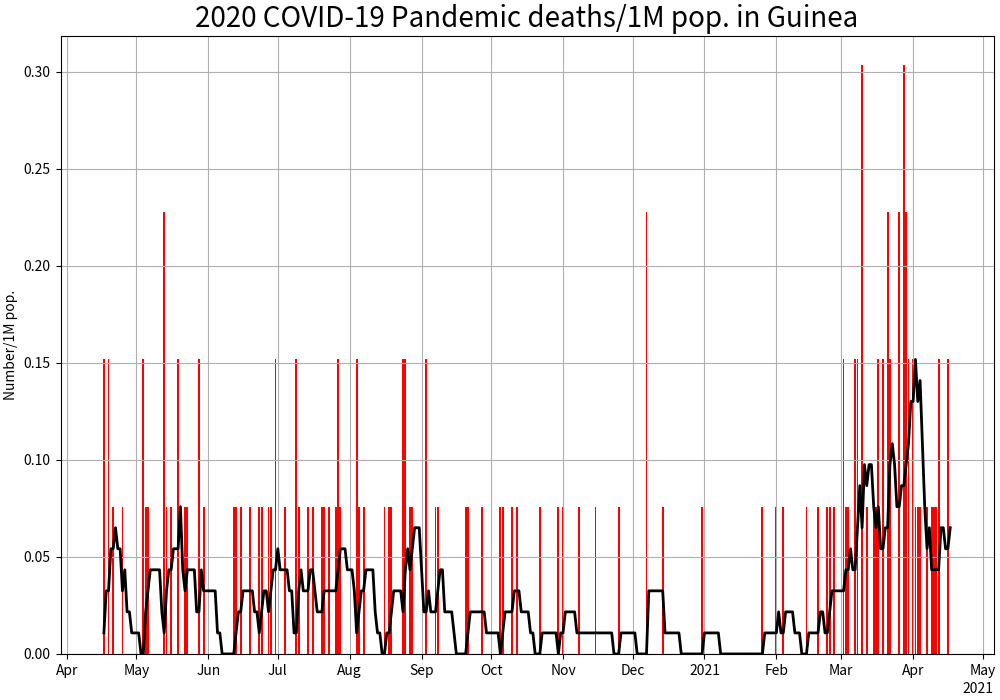 2020 COVID-19 Pandemic deaths/1M pop. in Guinea
Number/1M pop.
0.30
0.25
0.20
0.15
0.10
0.05
0.00
Apr May Jun Jul Aug Sep Oct Nov Dec 2021 Feb Mar Apr May
2021